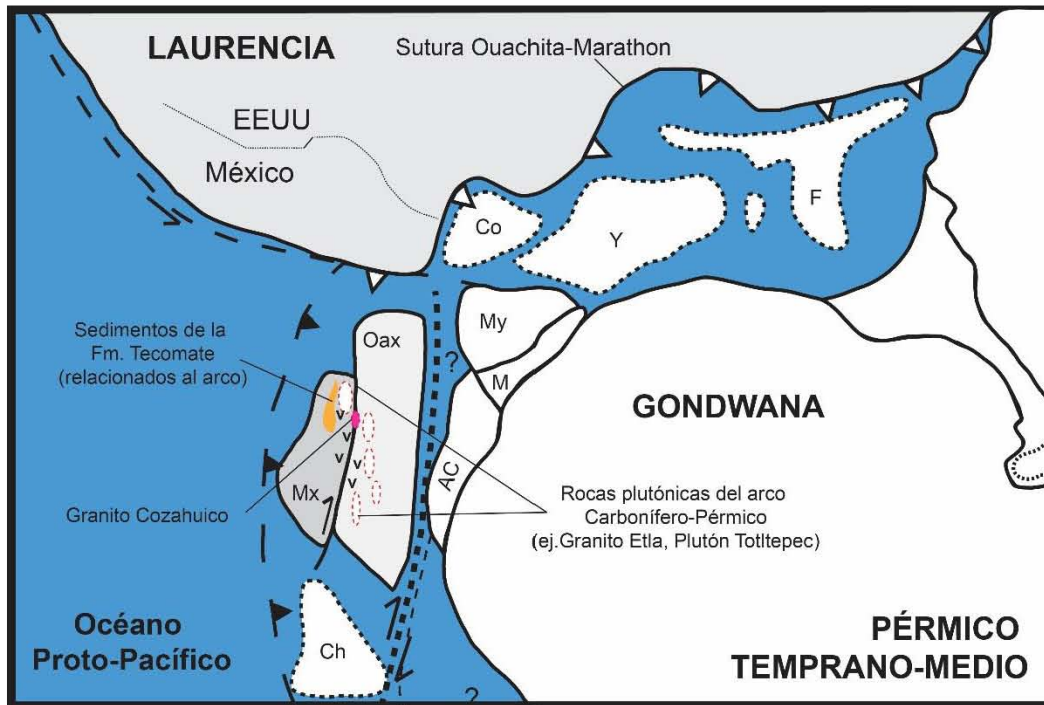 LAURENCIA
Sutura Ouachita-Marathon
EEUU
México
Co
Y
F
Sedimentos de la
Fm. Tecomate
(relacionados al arco)
Oax
?
My
M
GONDWANA
v
v
v
v
v
AC
Mx
Granito Cozahuico
Rocas plutónicas del arco
Carbonífero-Pérmico
(ej.Granito Etla, Plutón Totltepec)
Océano
Proto-Pacífico
Ch
?
PÉRMICO
TEMPRANO-MEDIO